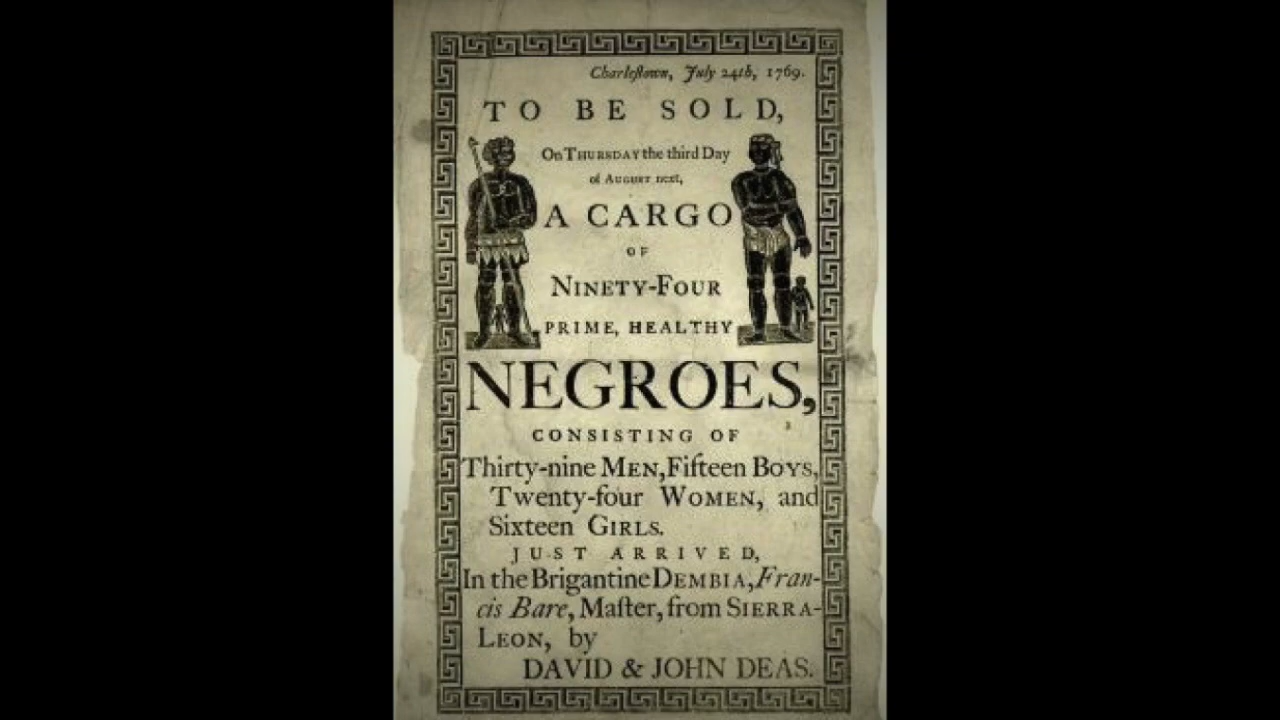 Charleſtown, July 24th, 1769.
TO BE SOLD,
On THURSDAY the third Day
of AUGUST next,
A CARGO
OF
NINETY-FOUR
PRIME, HEALTHY
NEGROES,
CONSISTING OF
Thirty-nine MEN, Fifteen BOYS,
Twenty-four WOMEN, and
Sixteen GIRLS.
JUST ARRIVED,
In the Brigantine DEMBIA, Fran-
cis Bare, Maſter, from SIERRA-
LEON, by
DAVID & JOHN DEAS.